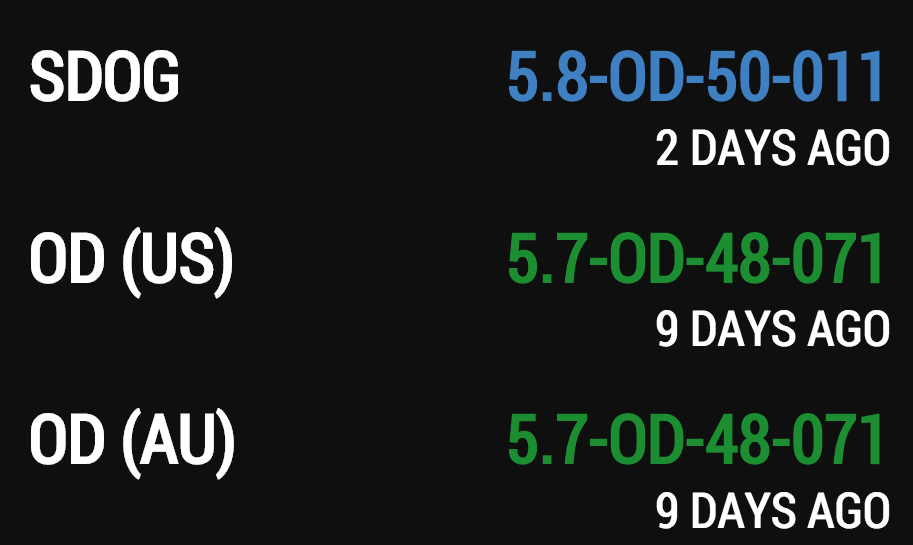 SDOG 5.8-OD-50-011
2 DAYS AGO
OD (US) 5.7-OD-48-071
9 DAYS AGO
OD (AU) 5.7-OD-48-071
9 DAYS AGO